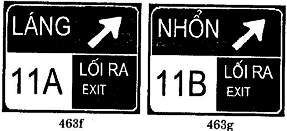 LÁNG
11A
LỐI RA
EXIT
463f
NHỔN
11B
LỐI RA
EXIT
463g